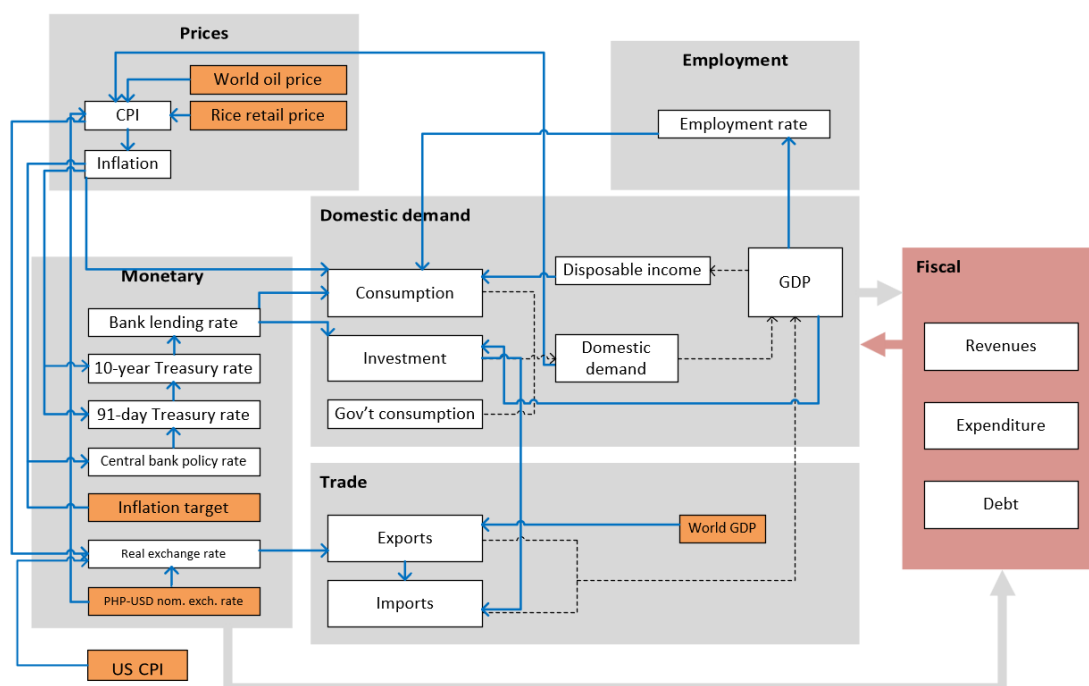 Prices
World oil price
CPI
Rice retail price
Inflation
Employment
Employment rate
Domestic demand
Consumption
Disposable income
GDP
Investment
Domestic
demand
Gov't consumption
Monetary
Bank lending rate
10-year Treasury rate
91-day Treasury rate
Central bank policy rate
Inflation target
Real exchange rate
PHP-USD nom. exch. rate
US CPI
Trade
Exports
World GDP
Imports
Fiscal
Revenues
Expenditure
Debt